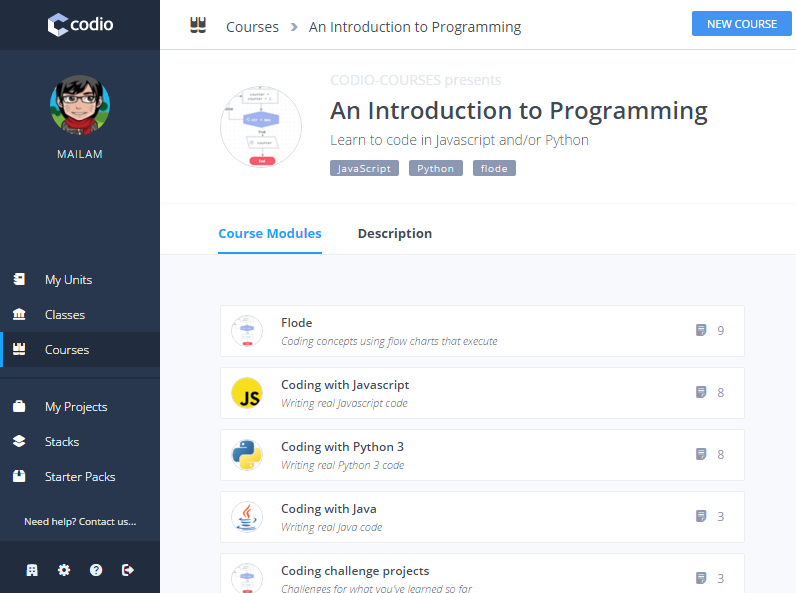 codio
MAILAM
My Units
Classes
Courses
My Projects
Stacks
Starter Packs
Need help? Contact us...
Courses
An Introduction to Programming
NEW COURSE
CODIO-COURSES presents
An Introduction to Programming
Learn to code in Javascript and/or Python
JavaScript Python flode
Course Modules Description
Flode
Coding concepts using flow charts that execute
9
Coding with Javascript
Writing real Javascript code
8
JS
Coding with Python 3
Writing real Python 3 code
8
Coding with Java
Writing real Java code
3
Coding challenge projects
Challenges for what you've learned so far
3